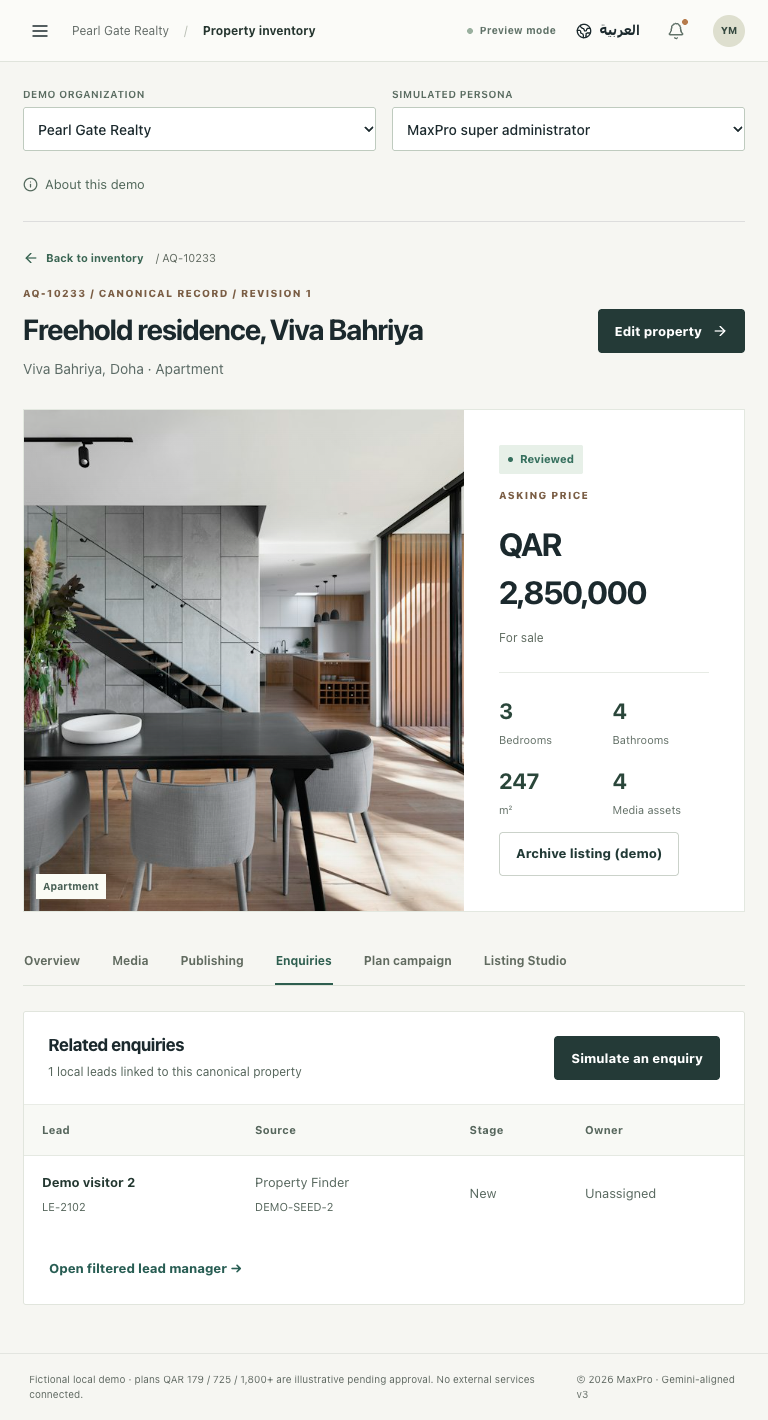 Pearl Gate Realty / Property inventory
Preview mode
العربية
YM
DEMO ORGANIZATION
Pearl Gate Realty
SIMULATED PERSONA
MaxPro super administrator
About this demo
Back to inventory / AQ-10233
AQ-10233 / CANONICAL RECORD / REVISION 1
Freehold residence, Viva Bahriya
Viva Bahriya, Doha · Apartment
Edit property →
Apartment
Reviewed
ASKING PRICE
QAR
2,850,000
For sale
3 4
Bedrooms Bathrooms
247 4
m² Media assets
Archive listing (demo)
Overview Media Publishing Enquiries Plan campaign Listing Studio
Related enquiries
1 local leads linked to this canonical property
Simulate an enquiry
Lead Source Stage Owner
Demo visitor 2 Property Finder New Unassigned
LE-2102 DEMO-SEED-2
Open filtered lead manager →
Fictional local demo · plans QAR 179 / 725 / 1,800+ are illustrative pending approval. No external services
connected.
© 2026 MaxPro · Gemini-aligned
v3